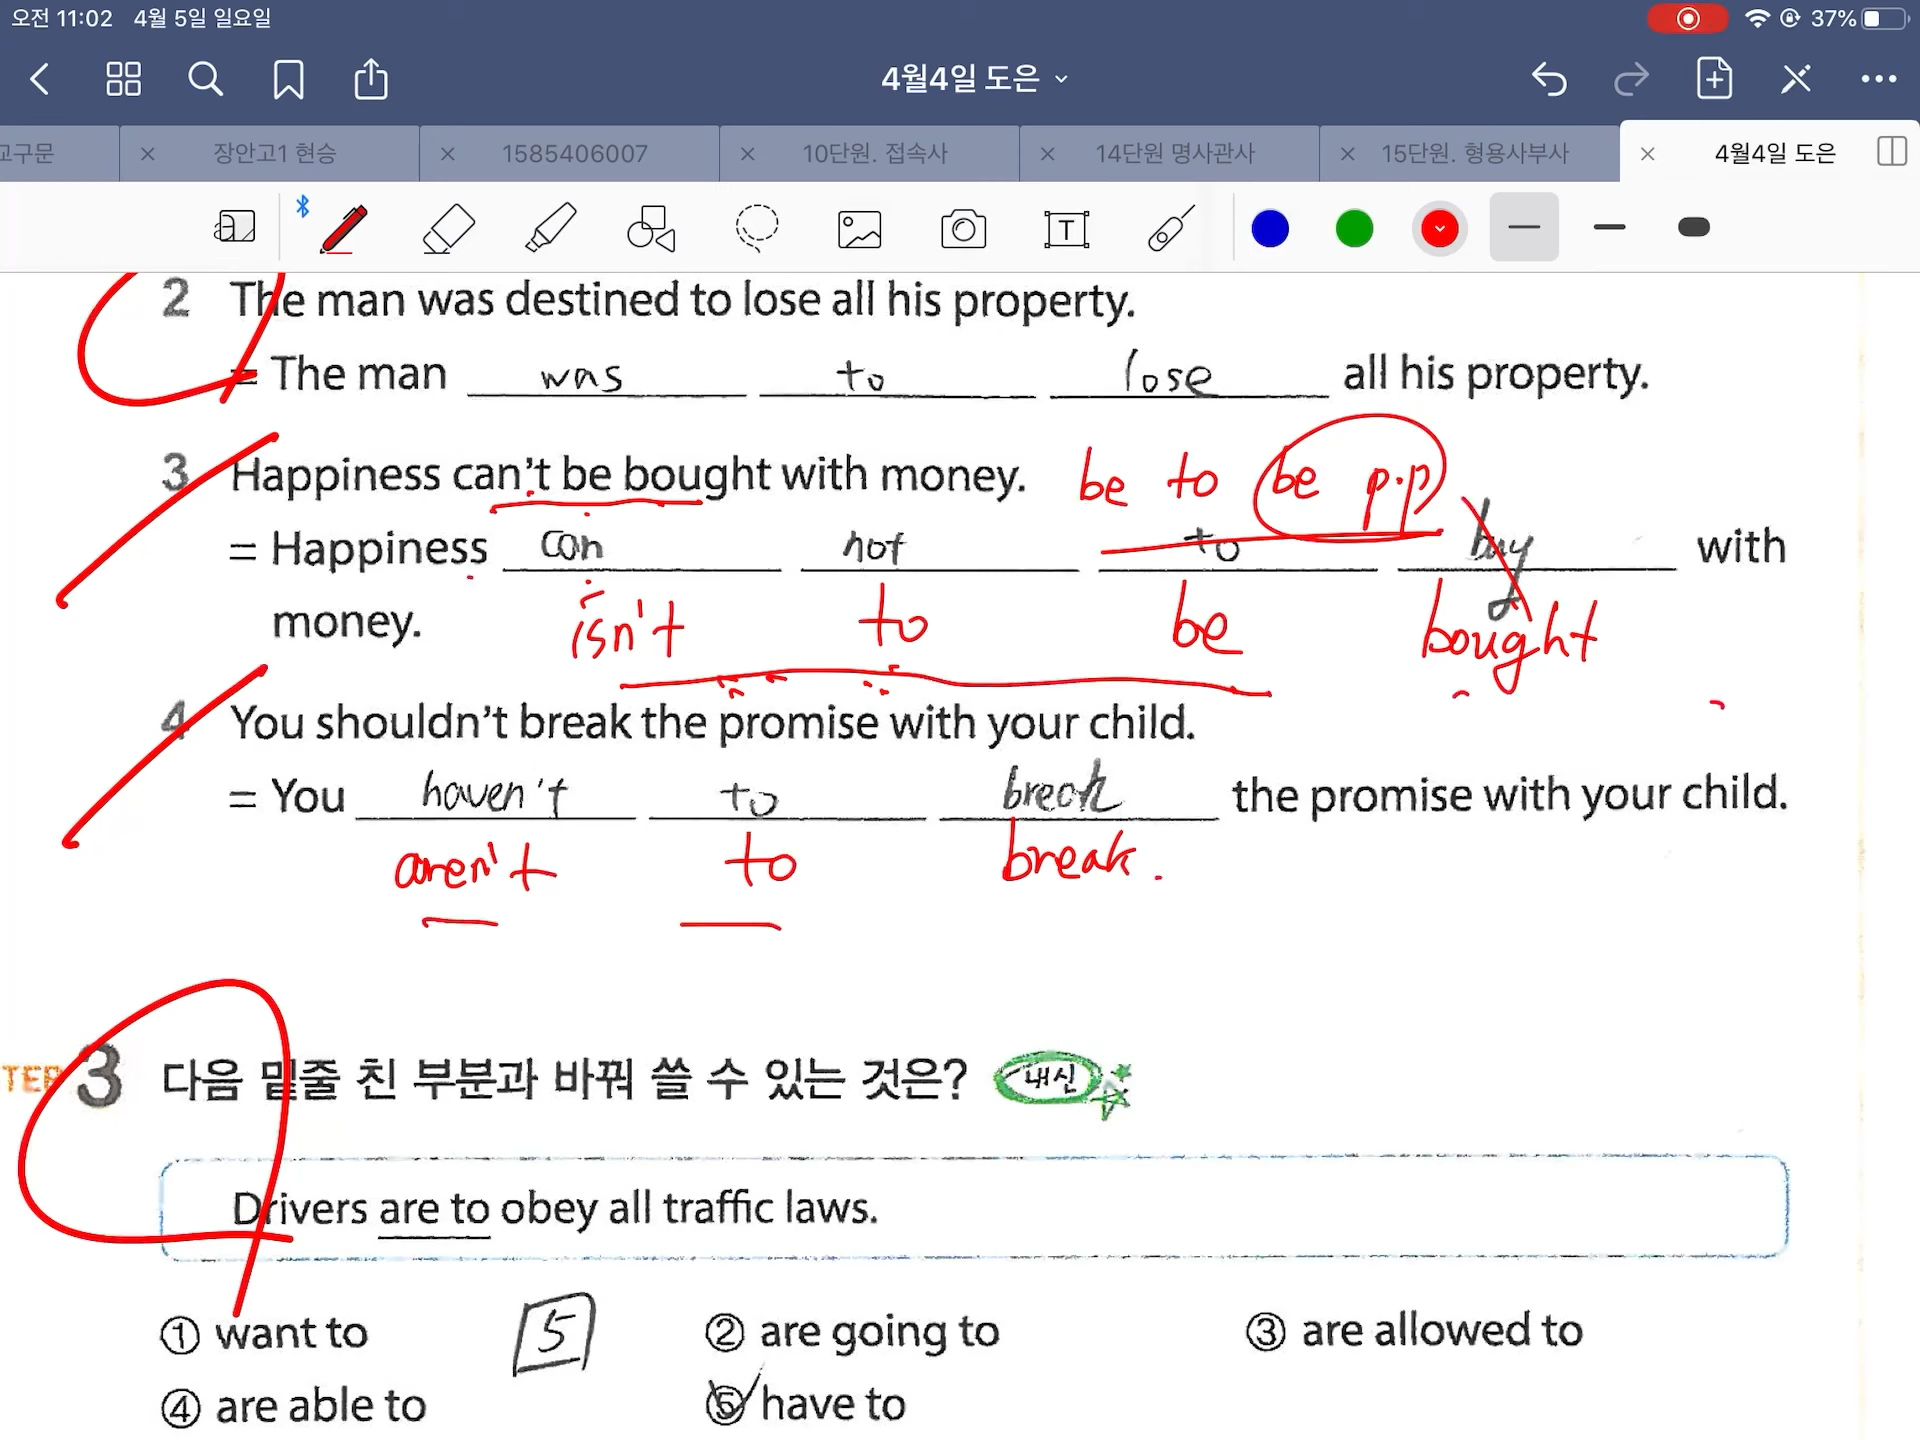 오전 11:02 4월 5일 일요일 37%
4월4일 도은
교구문 장안고1 현승 1585406007 10단원. 접속사 14단원 명사관사 15단원. 형용사부사 4월4일 도은
2 The man was destined to lose all his property.
= The man was to lose all his property.
3 Happiness can't be bought with money. be to be p.p
= Happiness can not to buy with
money. isn't to be bought
4 You shouldn't break the promise with your child.
= You haven't to break the promise with your child.
aren't to break.
TEP 3 다음 밑줄 친 부분과 바꿔 쓸 수 있는 것은? 내신
Drivers are to obey all traffic laws.
① want to 5 ② are going to ③ are allowed to
④ are able to ⑤ have to